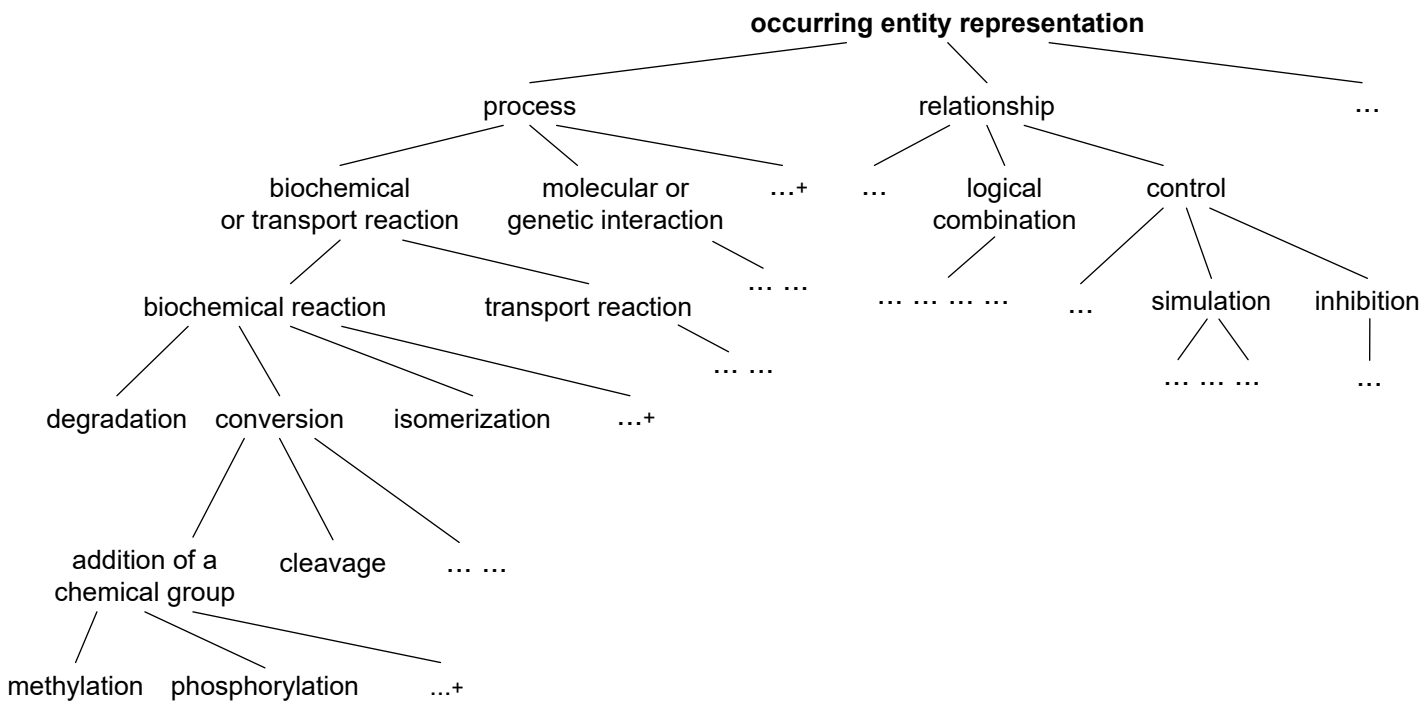 occurring entity representation
process relationship ...
biochemical or transport reaction
molecular or genetic interaction
...+
...
logical combination
control
... ...
biochemical reaction transport reaction
... ... ... ...
...
simulation inhibition
... ...
... ... ...
...
degradation conversion isomerization ...+
addition of a chemical group
cleavage
... ...
methylation phosphorylation ...+